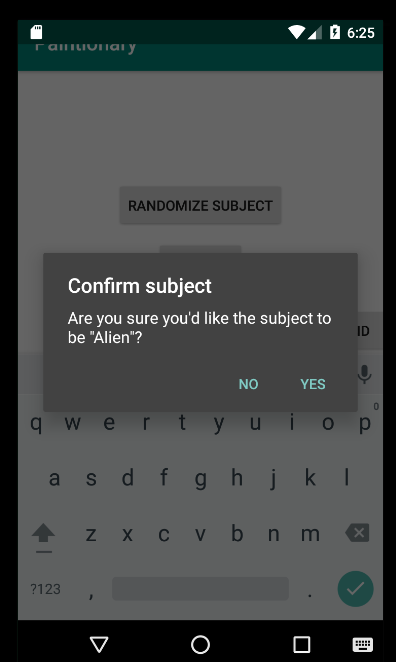 6:25
Paintionary
RANDOMIZE SUBJECT
Confirm subject
Are you sure you'd like the subject to
be "Alien"?
NO YES
0
q w e r t y u i o p
a s d f g h j k l
z x c v b n m
?123 , .